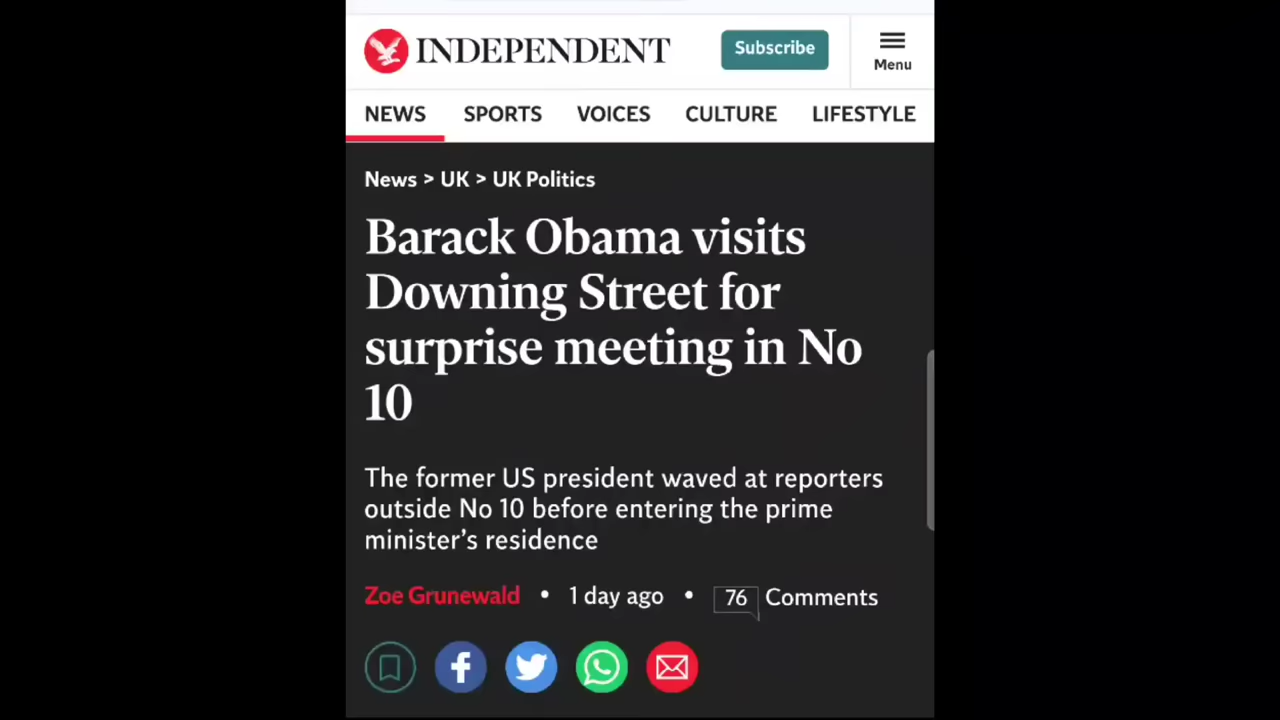 INDEPENDENT
Subscribe
Menu
NEWS SPORTS VOICES CULTURE LIFESTYLE
News > UK > UK Politics
Barack Obama visits
Downing Street for
surprise meeting in No
10
The former US president waved at reporters
outside No 10 before entering the prime
minister’s residence
Zoe Grunewald • 1 day ago • 76 Comments